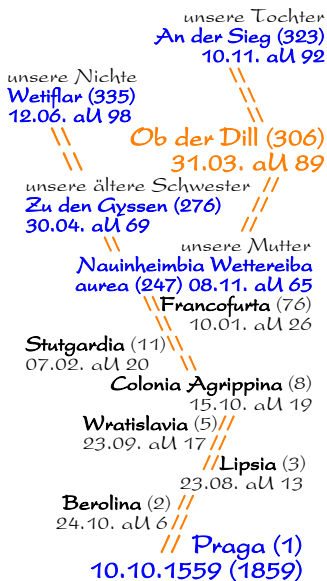 unsere Tochter
An der Sieg (323)
10.11. aU 92
unsere Nichte
Wetiflar (335)
12.06. aU 98
Ob der Dill (306)
31.03. aU 89
unsere ältere Schwester
Zu den Gÿssen (276)
30.04. aU 69
unsere Mutter
Nauinheimbia Wettereiba
aurea (247) 08.11. aU 65
Francofurta (76)
10.01. aU 26
Stutgardia (11)
07.02. aU 20
Colonia Agrippina (8)
15.10. aU 19
Wratislavia (5)
23.09. aU 17
Lipsia (3)
23.08. aU 13
Berolina (2)
24.10. aU 6
Praga (1)
10.10.1559 (1859)